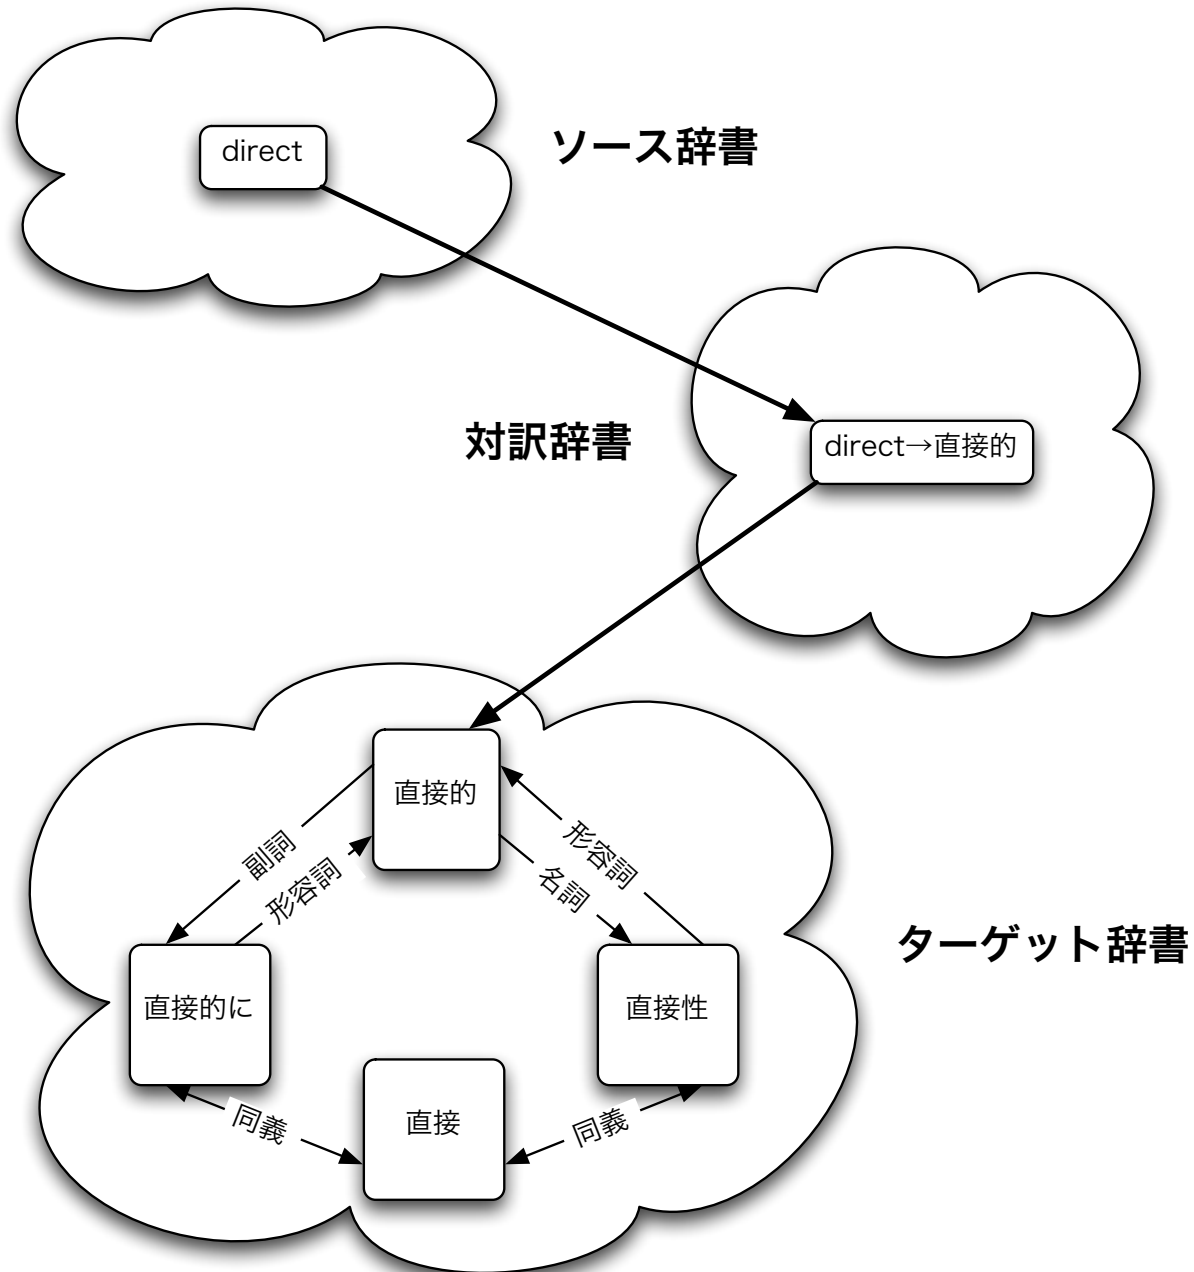 direct
ソース辞書
対訳辞書
direct→直接的
直接的
副詞
形容詞
形容詞
名詞
ターゲット辞書
直接的に
直接性
直接
同義
同義